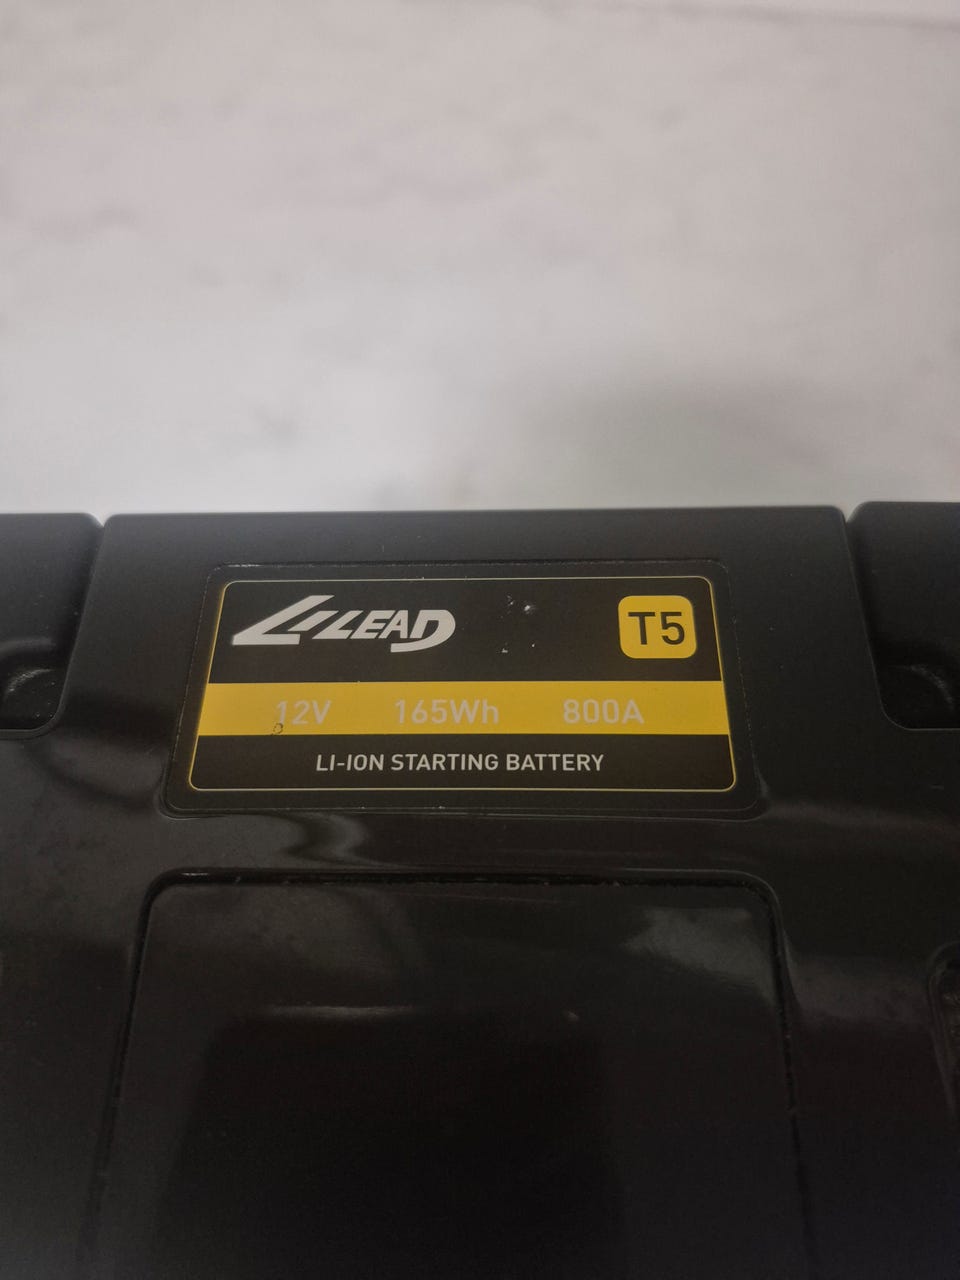 LILEAD T5
12V 165Wh 800A
LI-ION STARTING BATTERY